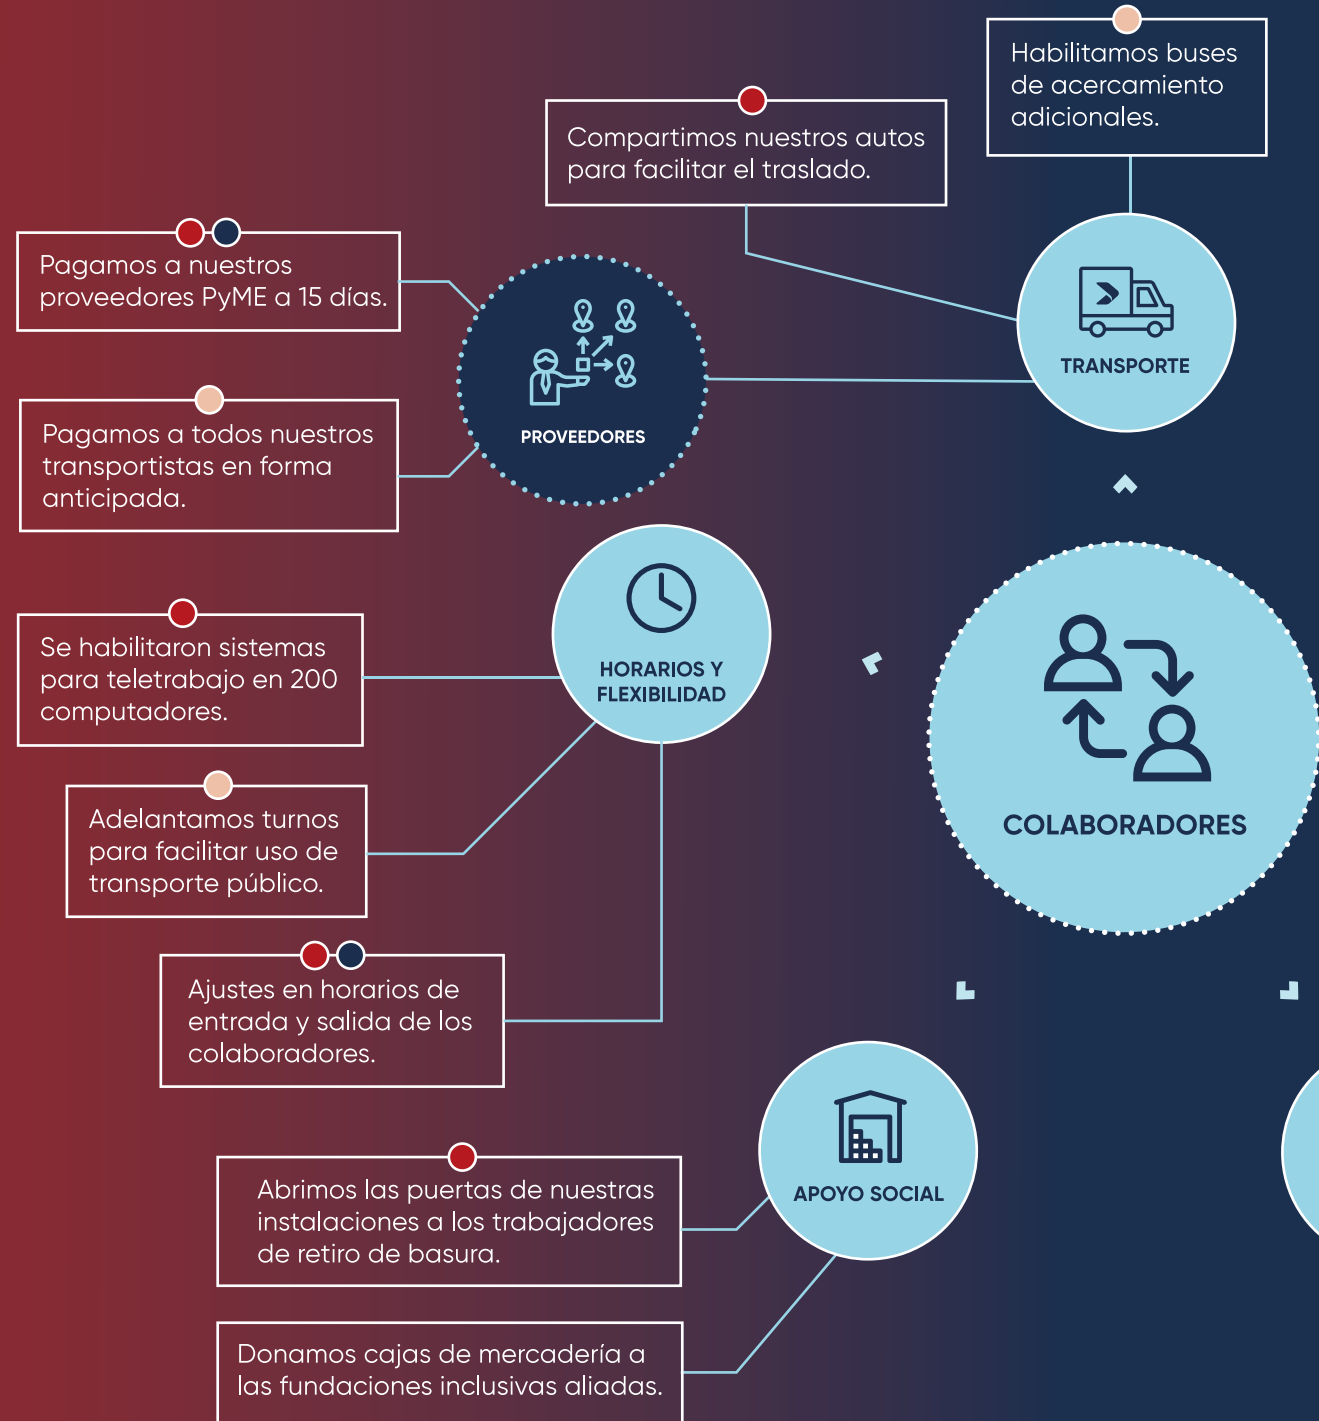 Habilitamos buses
de acercamiento
adicionales.
Compartimos nuestros autos
para facilitar el traslado.
TRANSPORTE
Pagamos a nuestros
proveedores PyME a 15 días.
PROVEEDORES
Pagamos a todos nuestros
transportistas en forma
anticipada.
Se habilitaron sistemas
para teletrabajo en 200
computadores.
HORARIOS Y
FLEXIBILIDAD
Adelantamos turnos
para facilitar uso de
transporte público.
Ajustes en horarios de
entrada y salida de los
colaboradores.
COLABORADORES
Abrimos las puertas de nuestras
instalaciones a los trabajadores
de retiro de basura.
APOYO SOCIAL
Donamos cajas de mercadería a
las fundaciones inclusivas aliadas.